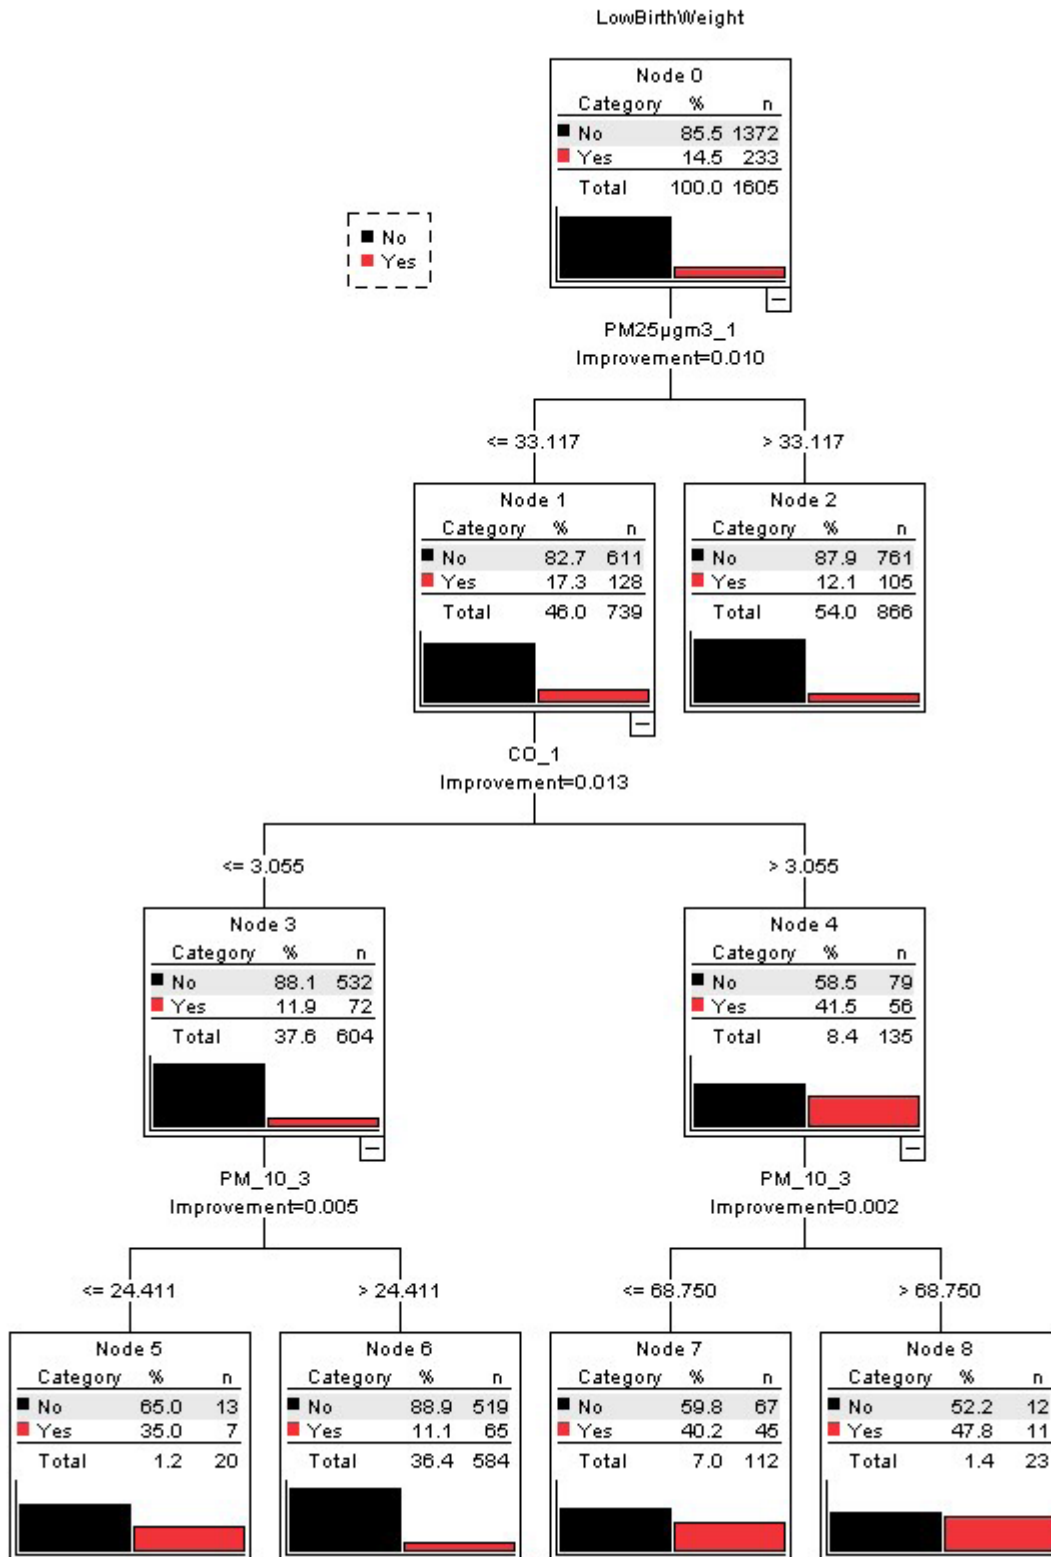 LowBirthWeight
Node 0
Category % n
No 85.5 1372
Yes 14.5 233
Total 100.0 1605
No
Yes
PM25µgm3_1
Improvement=0.010
<= 33.117
> 33.117
Node 1
Category % n
No 82.7 611
Yes 17.3 128
Total 46.0 739
Node 2
Category % n
No 87.9 761
Yes 12.1 105
Total 54.0 866
CO_1
Improvement=0.013
<= 3.055
> 3.055
Node 3
Category % n
No 88.1 532
Yes 11.9 72
Total 37.6 604
Node 4
Category % n
No 58.5 79
Yes 41.5 56
Total 8.4 135
PM_10_3
Improvement=0.005
PM_10_3
Improvement=0.002
<= 24.411
> 24.411
<= 68.750
> 68.750
Node 5
Category % n
No 65.0 13
Yes 35.0 7
Total 1.2 20
Node 6
Category % n
No 88.9 519
Yes 11.1 65
Total 36.4 584
Node 7
Category % n
No 59.8 67
Yes 40.2 45
Total 7.0 112
Node 8
Category % n
No 52.2 12
Yes 47.8 11
Total 1.4 23